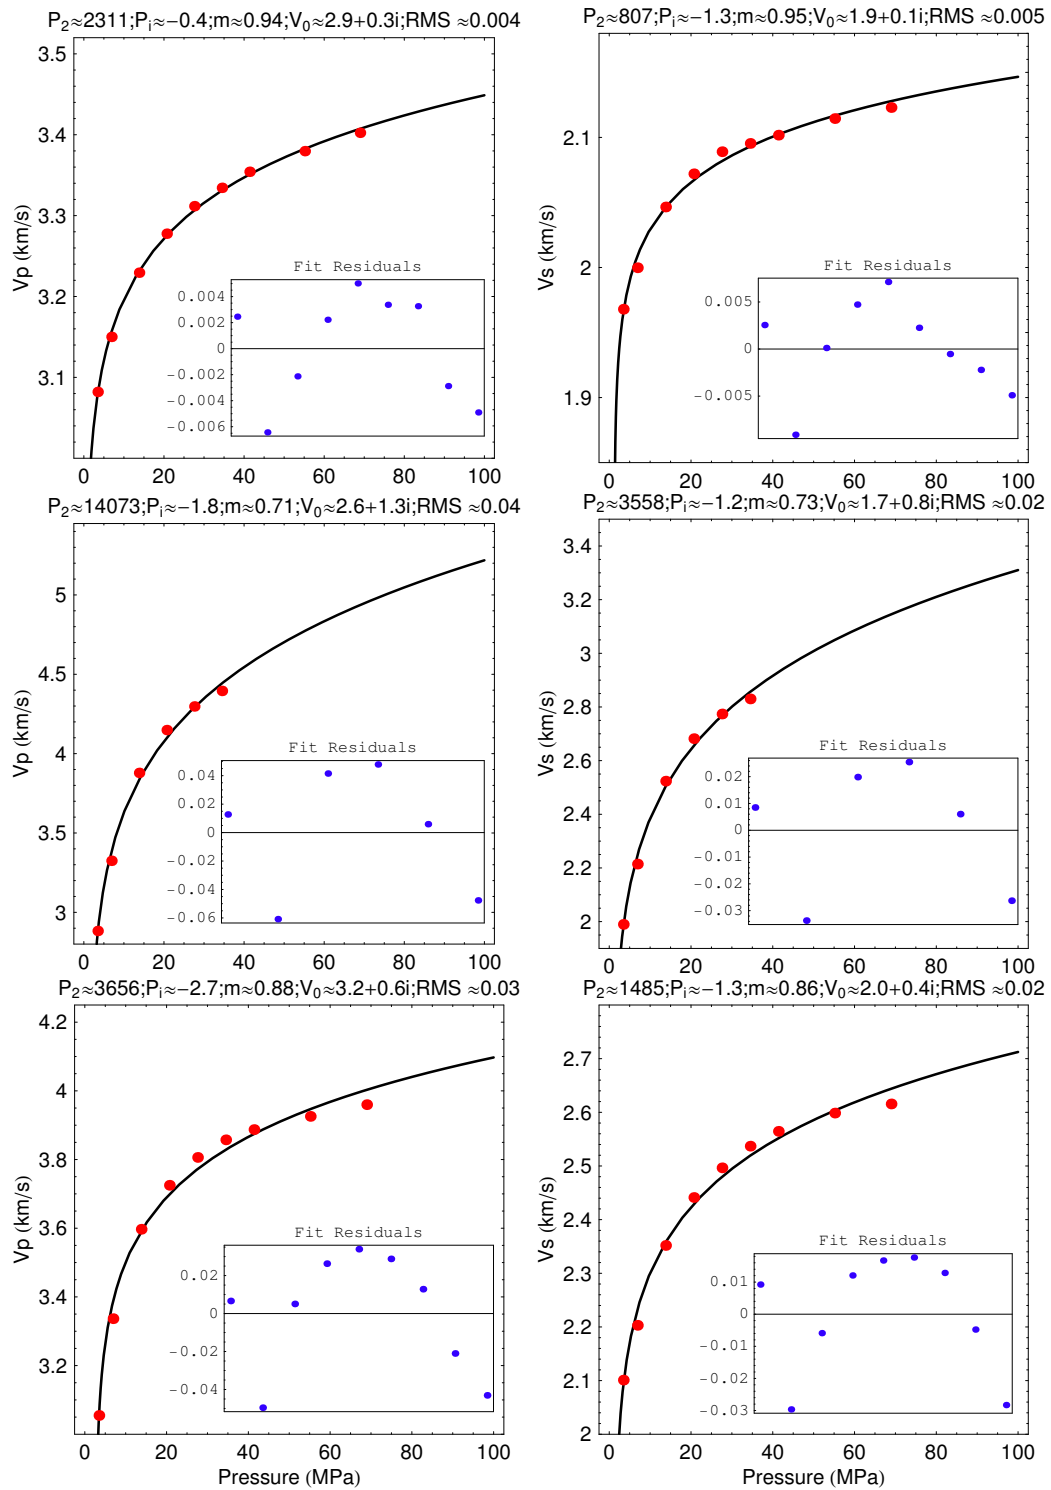 P₂≈2311;Pᵢ≈−0.4;m≈0.94;V₀≈2.9+0.3i;RMS ≈0.004
3.5
3.4
3.3
3.2
3.1
Vp (km/s)
Fit Residuals
0.004
0.002
0
−0.002
−0.004
−0.006
0 20 40 60 80 100
P₂≈807;Pᵢ≈−1.3;m≈0.95;V₀≈1.9+0.1i;RMS ≈0.005
2.1
2
1.9
Vs (km/s)
Fit Residuals
0.005
0
−0.005
0 20 40 60 80 100
P₂≈14073;Pᵢ≈−1.8;m≈0.71;V₀≈2.6+1.3i;RMS ≈0.04
5
4.5
4
3.5
3
Vp (km/s)
Fit Residuals
0.04
0.02
0
−0.02
−0.04
−0.06
0 20 40 60 80 100
P₂≈3558;Pᵢ≈−1.2;m≈0.73;V₀≈1.7+0.8i;RMS ≈0.02
3.4
3.2
3
2.8
2.6
2.4
2.2
2
Vs (km/s)
Fit Residuals
0.02
0.01
0
−0.01
−0.02
−0.03
0 20 40 60 80 100
P₂≈3656;Pᵢ≈−2.7;m≈0.88;V₀≈3.2+0.6i;RMS ≈0.03
4.2
4
3.8
3.6
3.4
3.2
Vp (km/s)
Fit Residuals
0.02
0
−0.02
−0.04
0 20 40 60 80 100
Pressure (MPa)
P₂≈1485;Pᵢ≈−1.3;m≈0.86;V₀≈2.0+0.4i;RMS ≈0.02
2.7
2.6
2.5
2.4
2.3
2.2
2.1
2
Vs (km/s)
Fit Residuals
0.01
0
−0.01
−0.02
−0.03
0 20 40 60 80 100
Pressure (MPa)